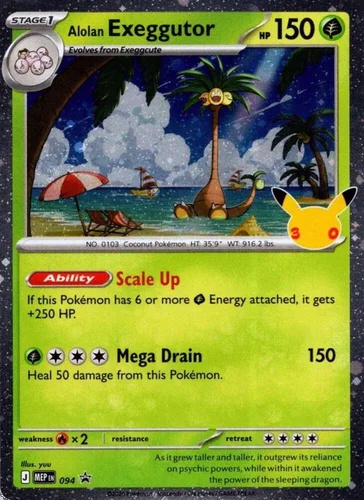 STAGE 1
Alolan Exeggutor
HP 150
Evolves from Exeggcute
30
NO. 0103 Coconut Pokémon HT: 35'9" WT: 916.2 lbs.
Ability Scale Up
If this Pokémon has 6 or more Energy attached, it gets
+250 HP.
Mega Drain 150
Heal 50 damage from this Pokémon.
weakness ×2 resistance retreat
Illus. yuu
J MEP EN 094
As it grew taller and taller, it outgrew its reliance
on psychic powers, while within it awakened
the power of the sleeping dragon.